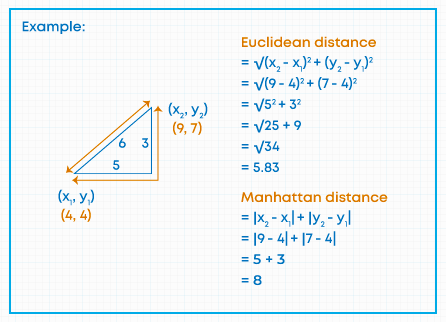 Example:
Euclidean distance
= √(x₂ - x₁)² + (y₂ - y₁)²
= √(9 - 4)² + (7 - 4)²
= √5² + 3²
= √25 + 9
= √34
= 5.83
(x₂, y₂)
(9, 7)
6
3
5
(x₁, y₁)
(4, 4)
Manhattan distance
= |x₂ - x₁| + |y₂ - y₁|
= |9 - 4| + |7 - 4|
= 5 + 3
= 8